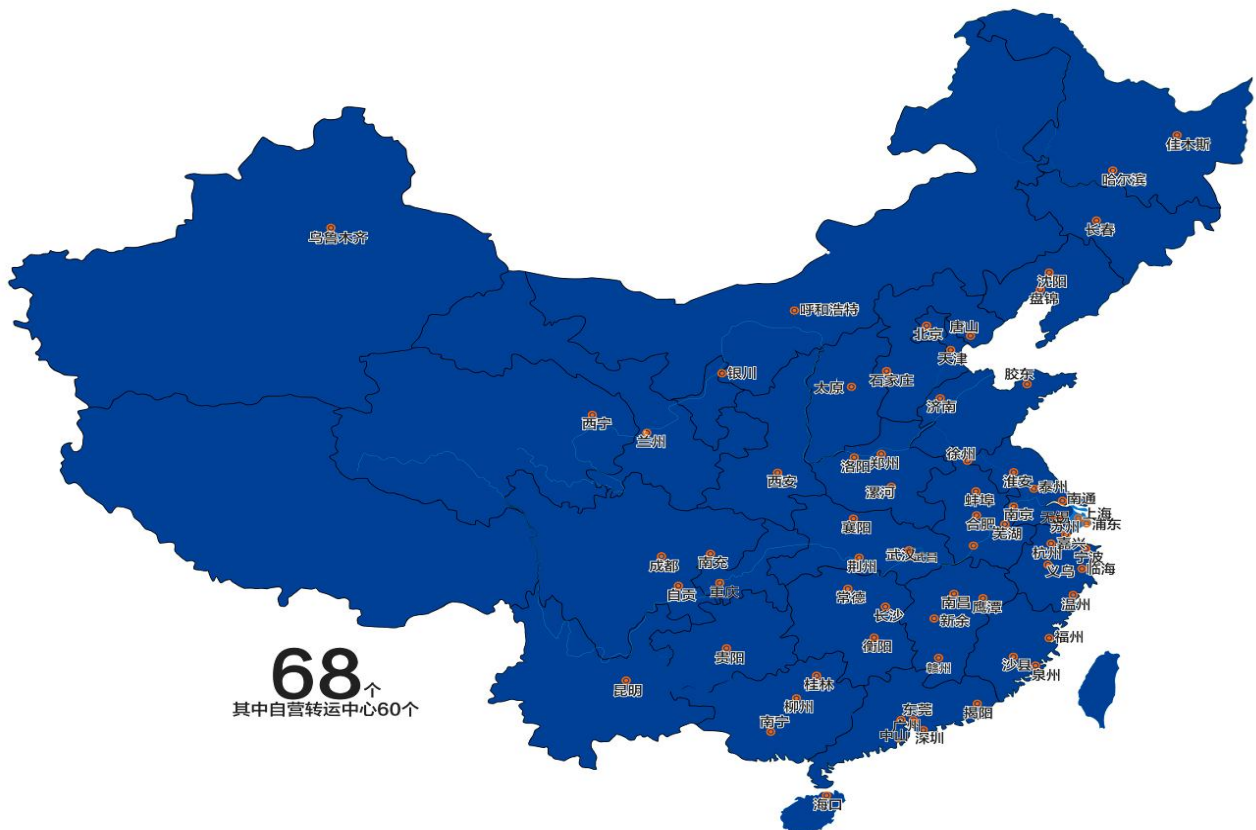 佳木斯
哈尔滨
长春
乌鲁木齐
沈阳
盘锦
呼和浩特
北京
唐山
天津
银川
太原
石家庄
胶东
济南
西宁
兰州
西安
洛阳
郑州
徐州
漯河
淮安
泰州
蚌埠
南通
南京
合肥
芜湖
无锡
上海
苏州
浦东
襄阳
嘉兴
杭州
宁波
武汉
武昌
荆州
义乌
临海
成都
南充
自贡
重庆
常德
南昌
鹰潭
温州
长沙
新余
衡阳
福州
贵阳
赣州
沙县
泉州
68个
其中自营转运中心60个
昆明
桂林
柳州
揭阳
南宁
东莞
广州
中山
深圳
海口